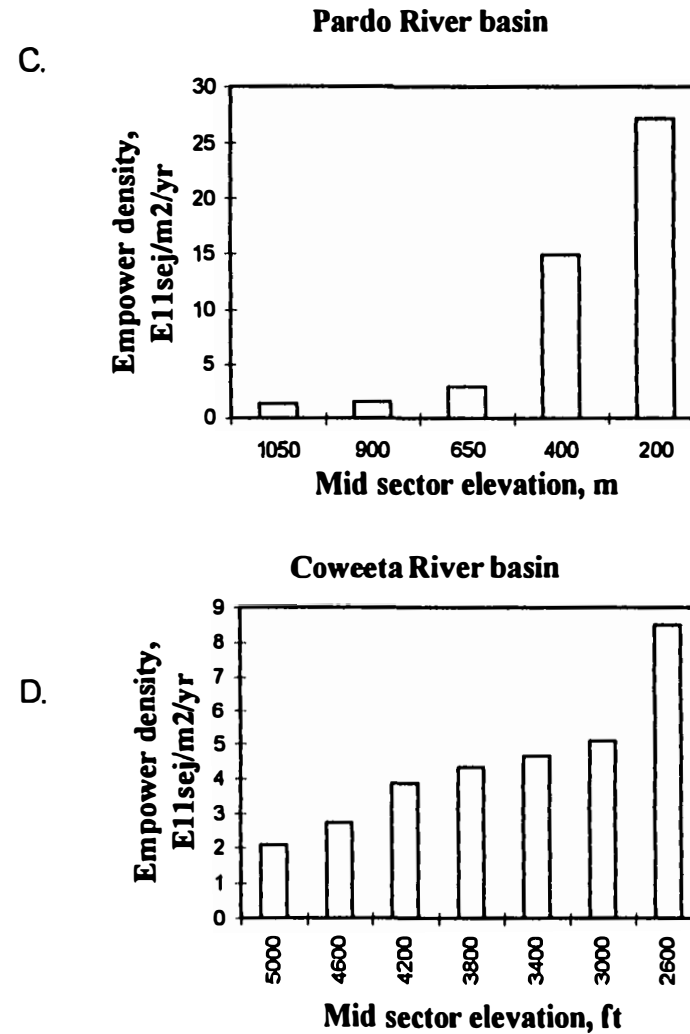 Pardo River basin
C.
Empower density,
E11sej/m2/yr
30
25
20
15
10
5
0
1050 900 650 400 200
Mid sector elevation, m
Coweeta River basin
D.
Empower density,
E11sej/m2/yr
9
8
7
6
5
4
3
2
1
0
5000 4600 4200 3800 3400 3000 2600
Mid sector elevation, ft